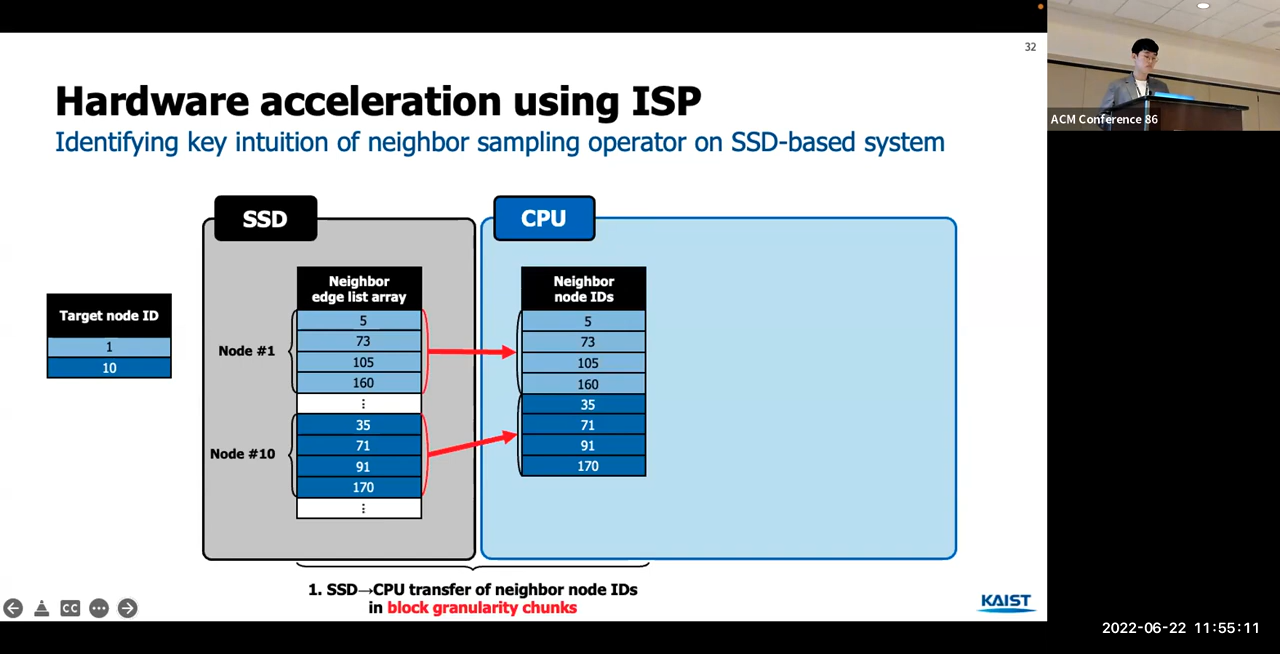 32
Hardware acceleration using ISP
Identifying key intuition of neighbor sampling operator on SSD-based system
ACM Conference 86
SSD
CPU
Target node ID
1
10
Neighbor
edge list array
5
73
105
160
⋮
35
71
91
170
⋮
Node #1
Node #10
Neighbor
node IDs
5
73
105
160
35
71
91
170
1. SSD→CPU transfer of neighbor node IDs
in block granularity chunks
CC
KAIST
2022-06-22 11:55:11